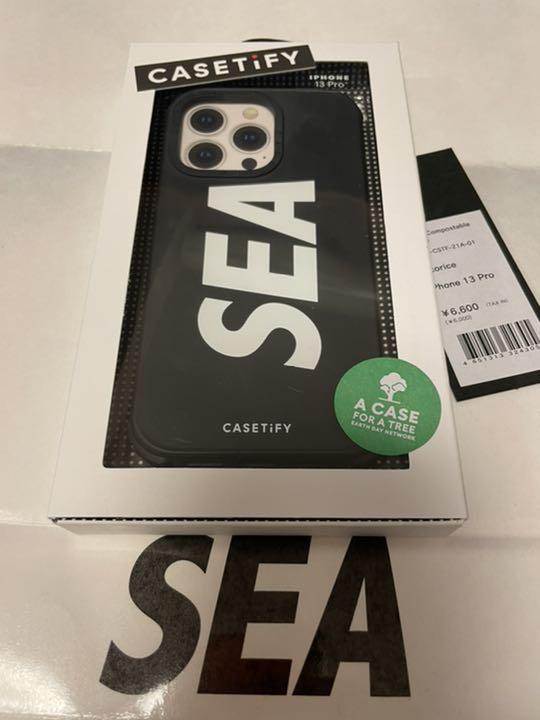 CASETiFY
IPHONE
13 Pro
SEA
CASETiFY
A CASE
FOR A TREE
EARTH DAY NETWORK
Compostable
-CSTF-21A-01
Phone 13 Pro
¥6,600 (TAX IN)
(¥6,000)
SEA